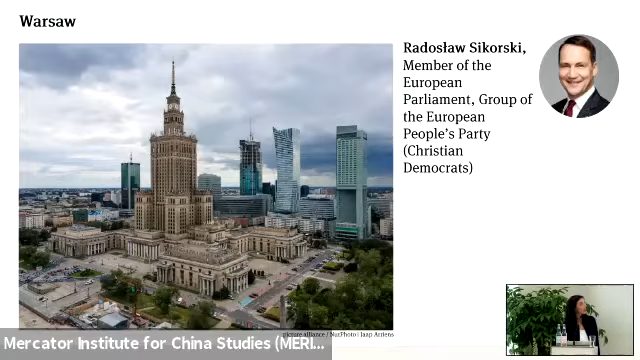 Warsaw
Radosław Sikorski,
Member of the
European
Parliament, Group of
the European
People's Party
(Christian
Democrats)
picture alliance / NurPhoto | Jaap Arriens
Mercator Institute for China Studies (MERI...